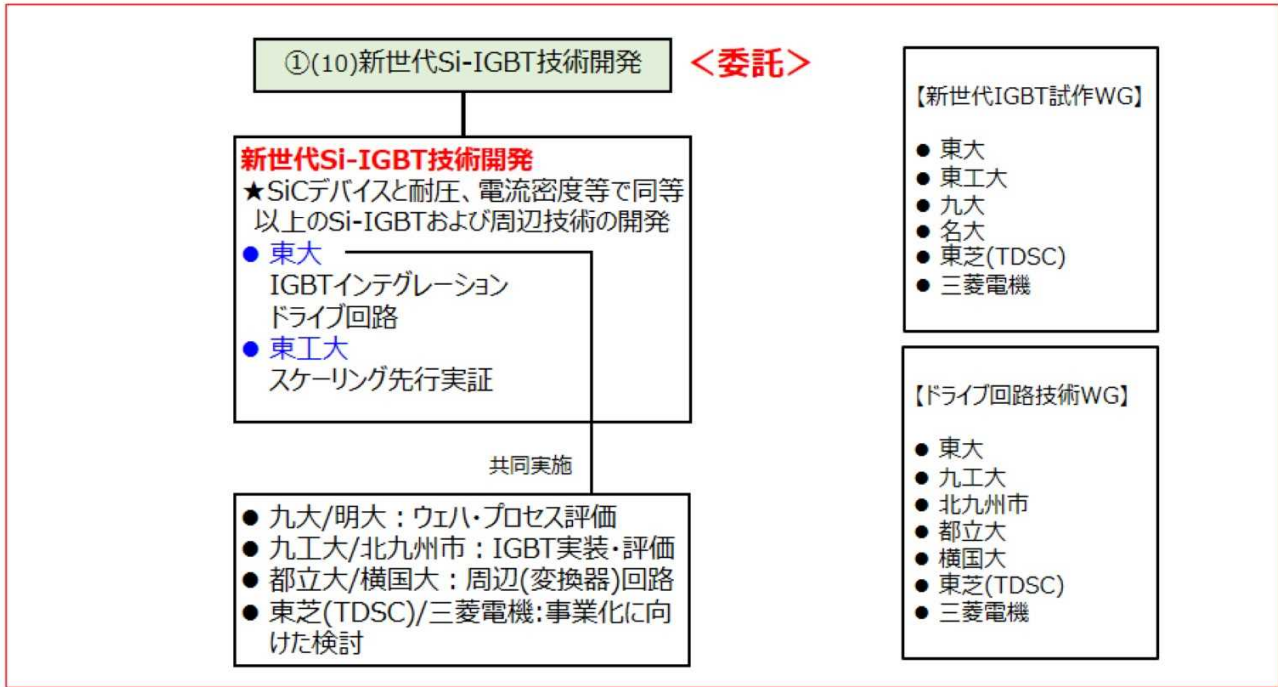 ①(10)新世代Si-IGBT技術開発
＜委託＞
新世代Si-IGBT技術開発
★SiCデバイスと耐圧、電流密度等で同等
以上のSi-IGBTおよび周辺技術の開発
● 東大
IGBTインテグレーション
ドライブ回路
● 東工大
スケーリング先行実証
共同実施
● 九大/明大：ウェハ・プロセス評価
● 九工大/北九州市：IGBT実装・評価
● 都立大/横国大：周辺(変換器)回路
● 東芝(TDSC)/三菱電機:事業化に向
けた検討
【新世代IGBT試作WG】
● 東大
● 東工大
● 九大
● 名大
● 東芝(TDSC)
● 三菱電機
【ドライブ回路技術WG】
● 東大
● 九工大
● 北九州市
● 都立大
● 横国大
● 東芝(TDSC)
● 三菱電機